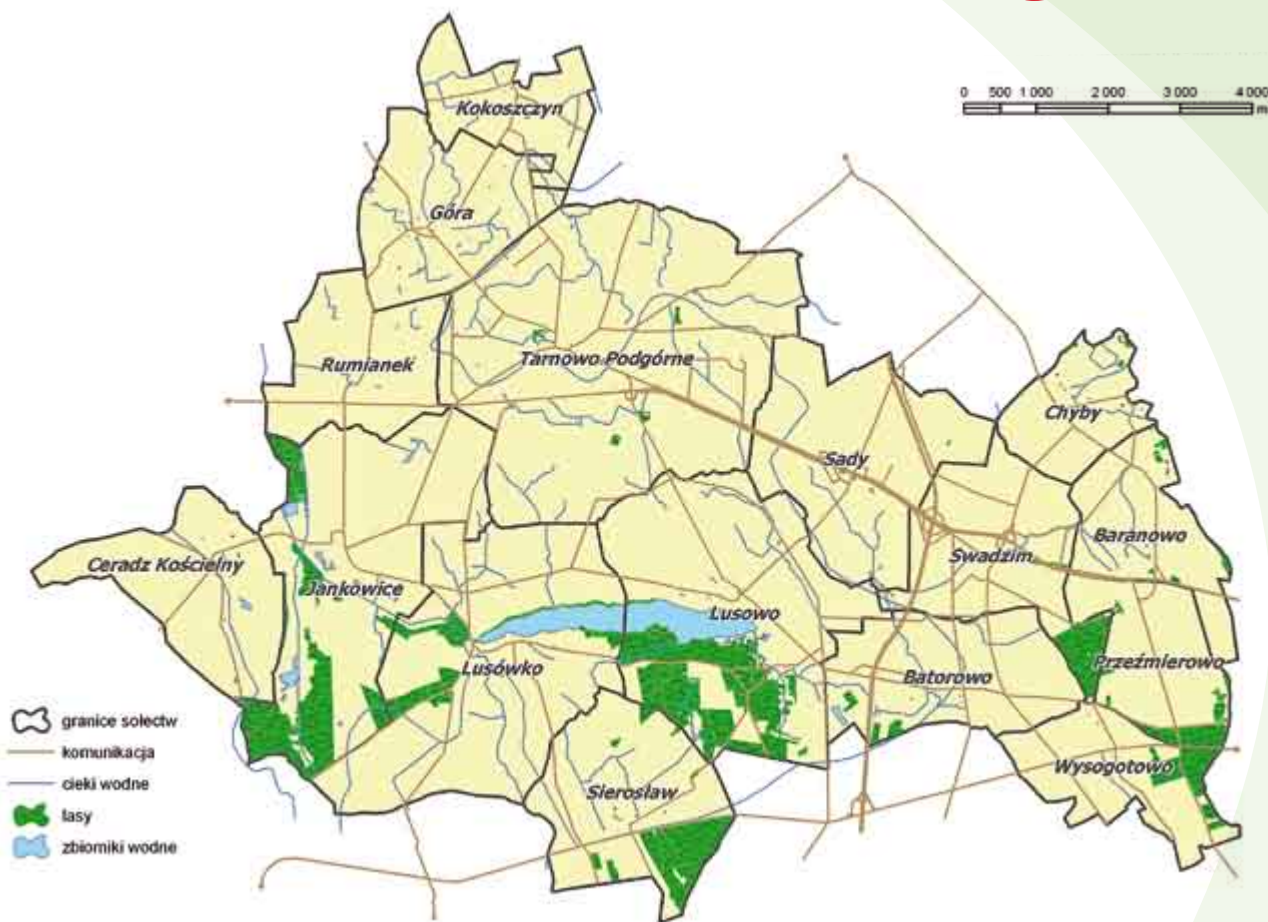 0 500 1 000 2 000 3 000 4 000
m
Kokoszczyn
Góra
Rumianek
Tarnowo Podgórne
Chyby
Sady
Baranowo
Swadzim
Ceradz Kościelny
Jankowice
Lusowo
Lusówko
Batorowo
Przeźmierowo
Sierosław
Wysogotowo
granice sołectw
komunikacja
cieki wodne
lasy
zbiorniki wodne